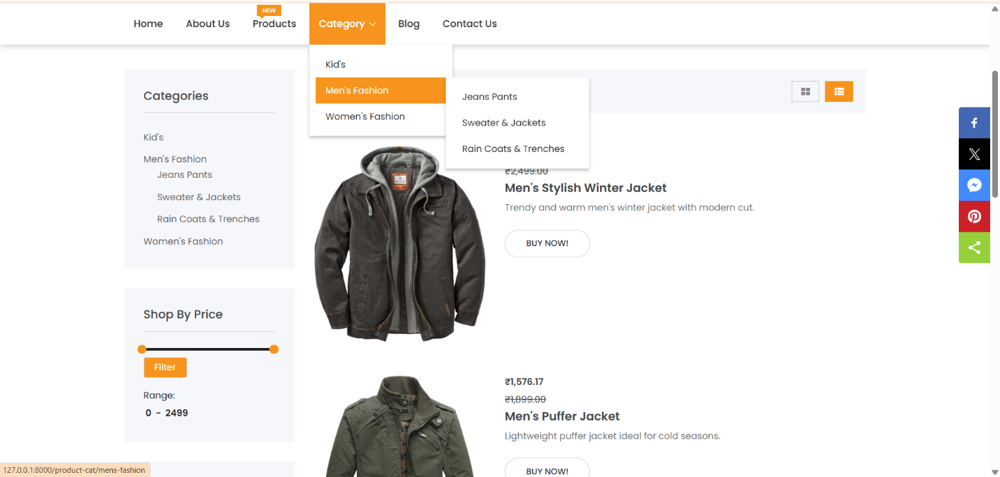 NEW
Home
About Us
Products
Category
Blog
Contact Us
Kid's
Men's Fashion
Women's Fashion
Jeans Pants
Sweater & Jackets
Rain Coats & Trenches
Categories
Kid's
Men's Fashion
Jeans Pants
Sweater & Jackets
Rain Coats & Trenches
Women's Fashion
Shop By Price
Filter
Range:
0 - 2499
₹2,499.00
Men's Stylish Winter Jacket
Trendy and warm men's winter jacket with modern cut.
BUY NOW!
₹1,576.17
₹1,899.00
Men's Puffer Jacket
Lightweight puffer jacket ideal for cold seasons.
BUY NOW!
127.0.0.1:8000/product-cat/mens-fashion